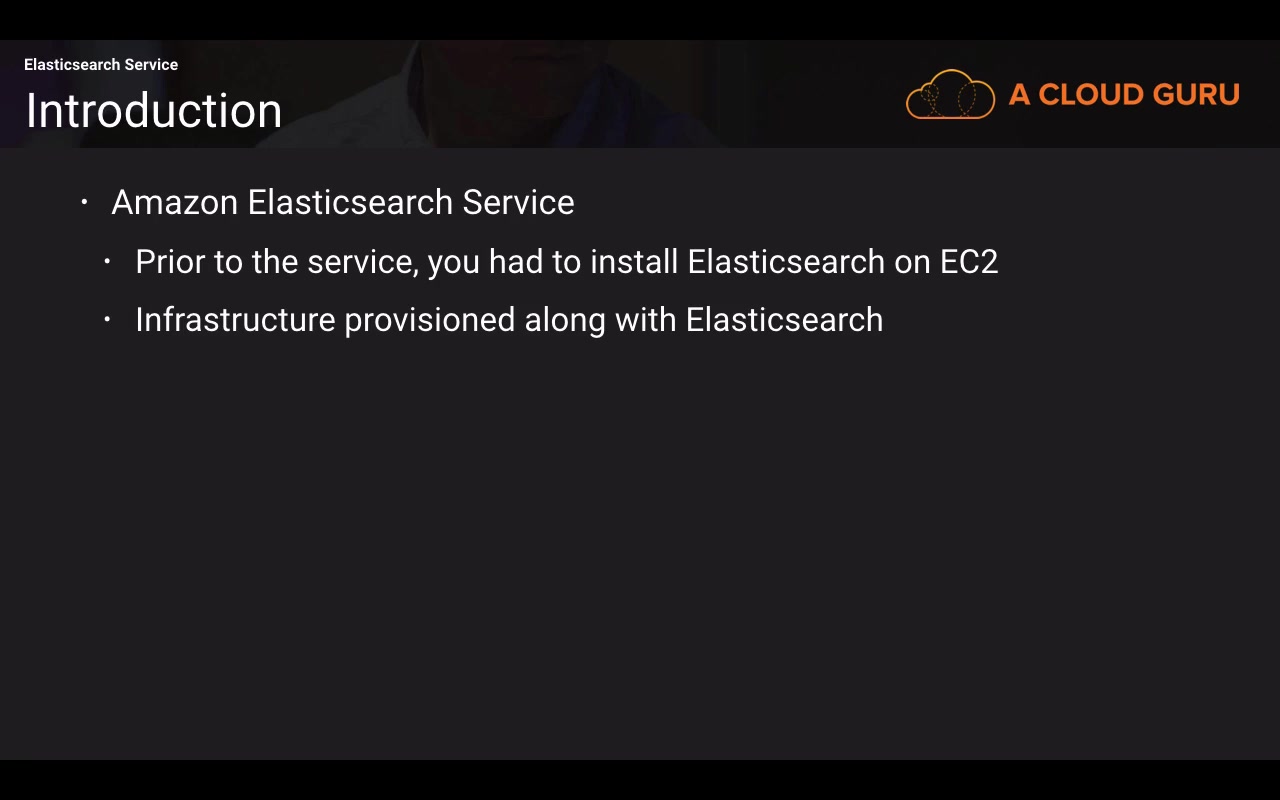 Elasticsearch Service
Introduction
A CLOUD GURU
• Amazon Elasticsearch Service
• Prior to the service, you had to install Elasticsearch on EC2
• Infrastructure provisioned along with Elasticsearch